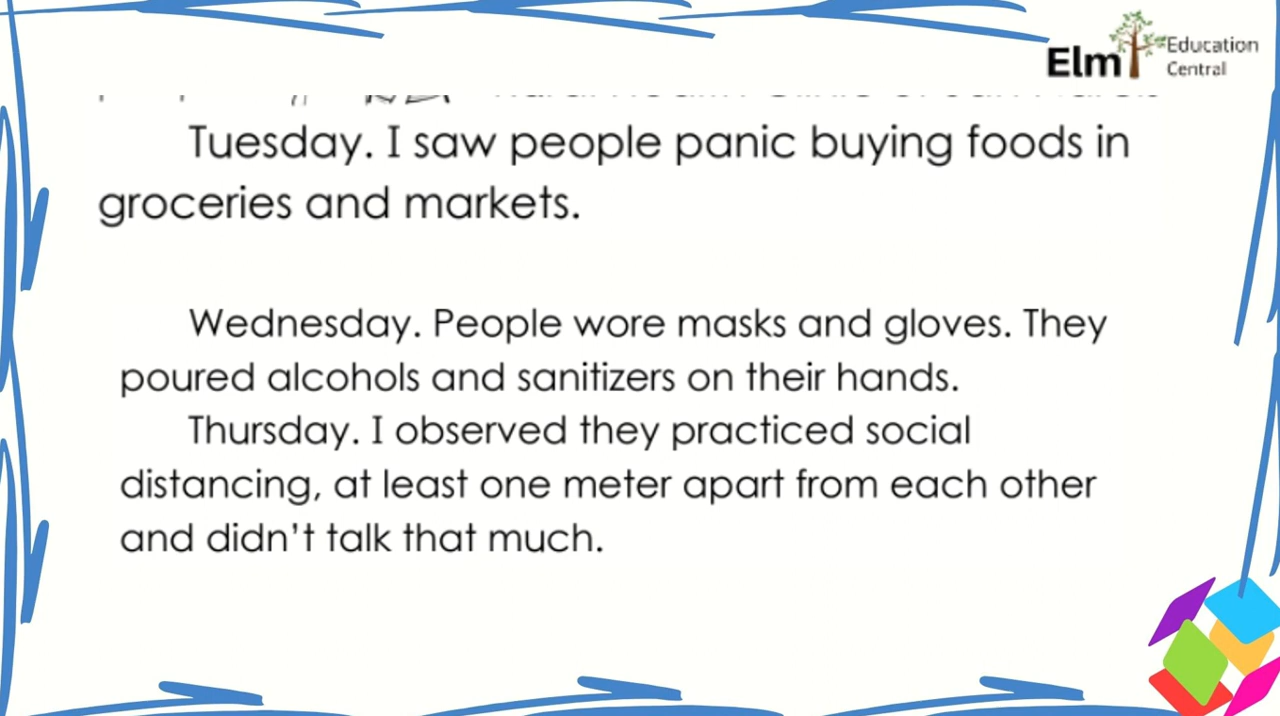 Elm Education
Central
Tuesday. I saw people panic buying foods in
groceries and markets.
Wednesday. People wore masks and gloves. They
poured alcohols and sanitizers on their hands.
Thursday. I observed they practiced social
distancing, at least one meter apart from each other
and didn't talk that much.